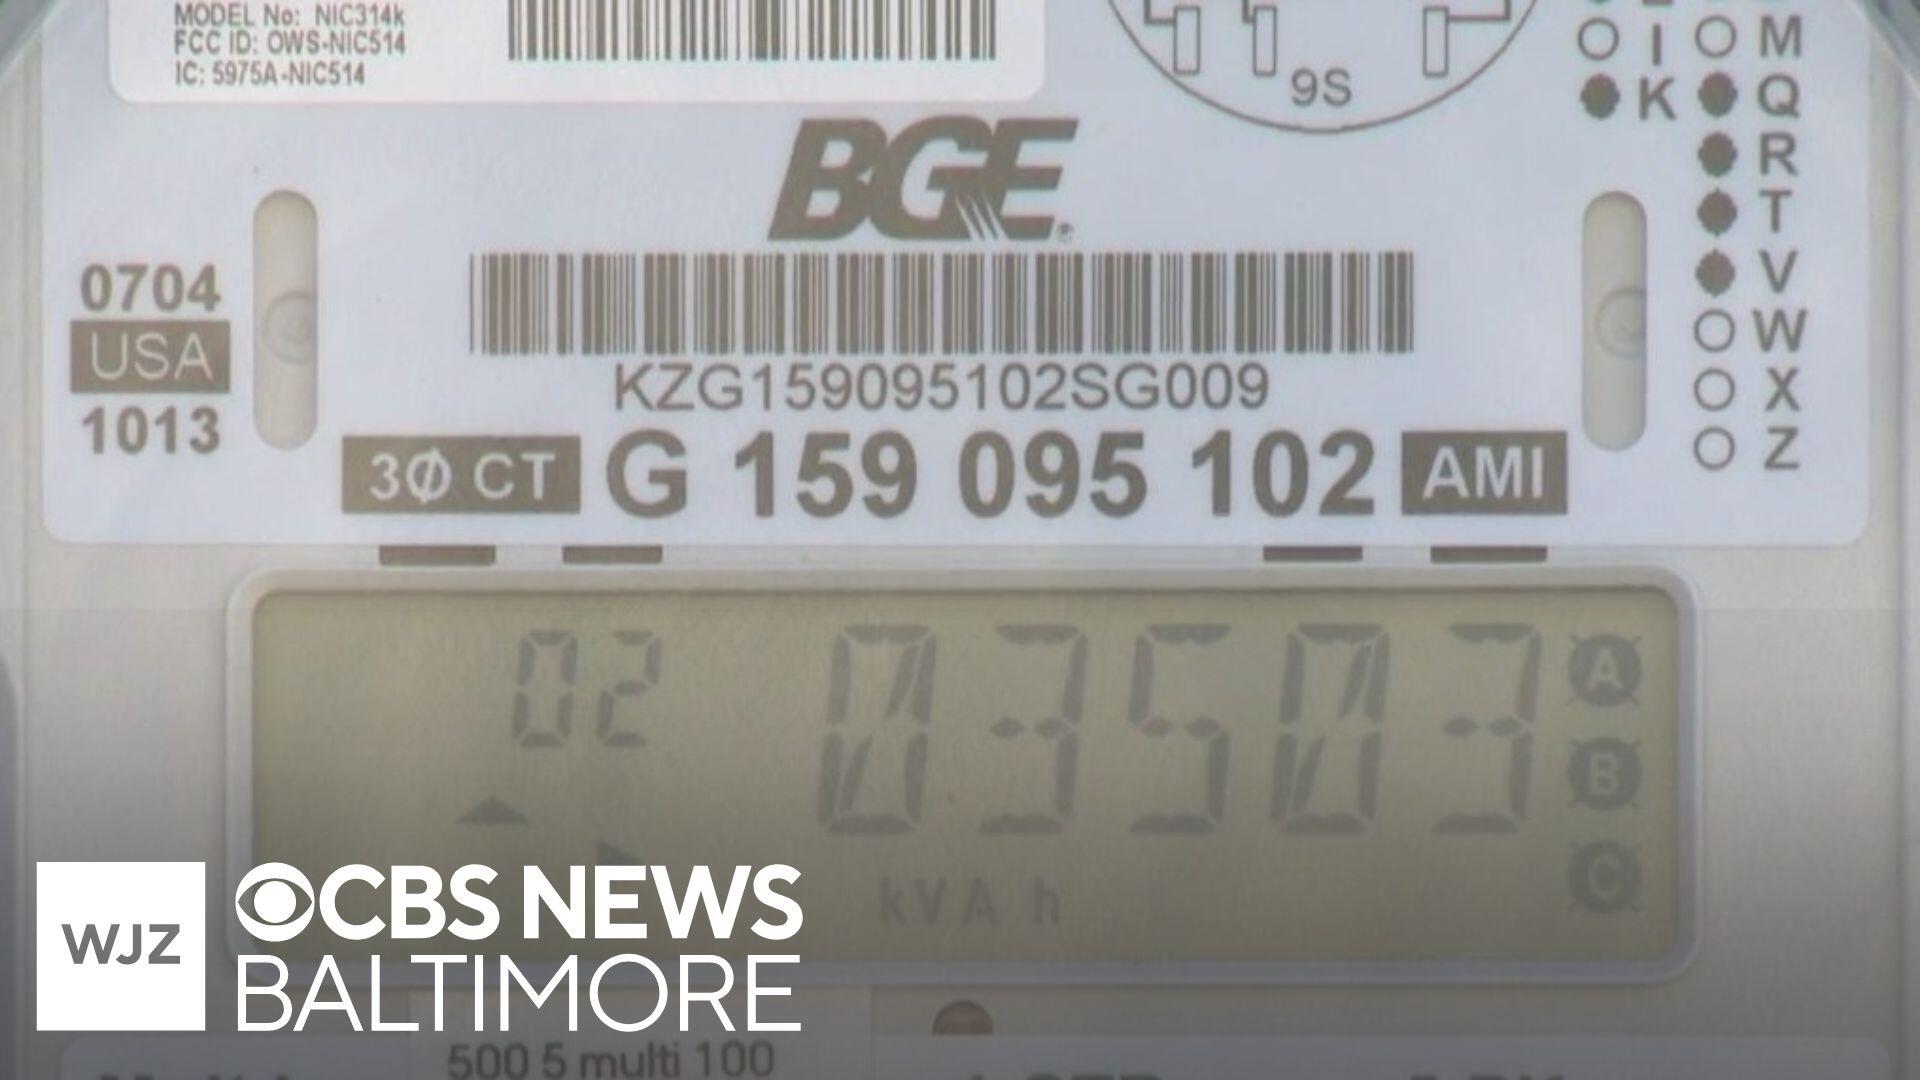 MODEL No: NIC314k
FCC ID: OWS-NIC514
IC: 5975A-NIC514
9S
I M
K Q
R
T
V
W
X
Z
BGE®
0704
USA
1013
KZG159095102SG009
3Ø CT G 159 095 102 AMI
02 03503
A
B
C
kVA h
WJZ
CBS NEWS
BALTIMORE
500 5 multi 100